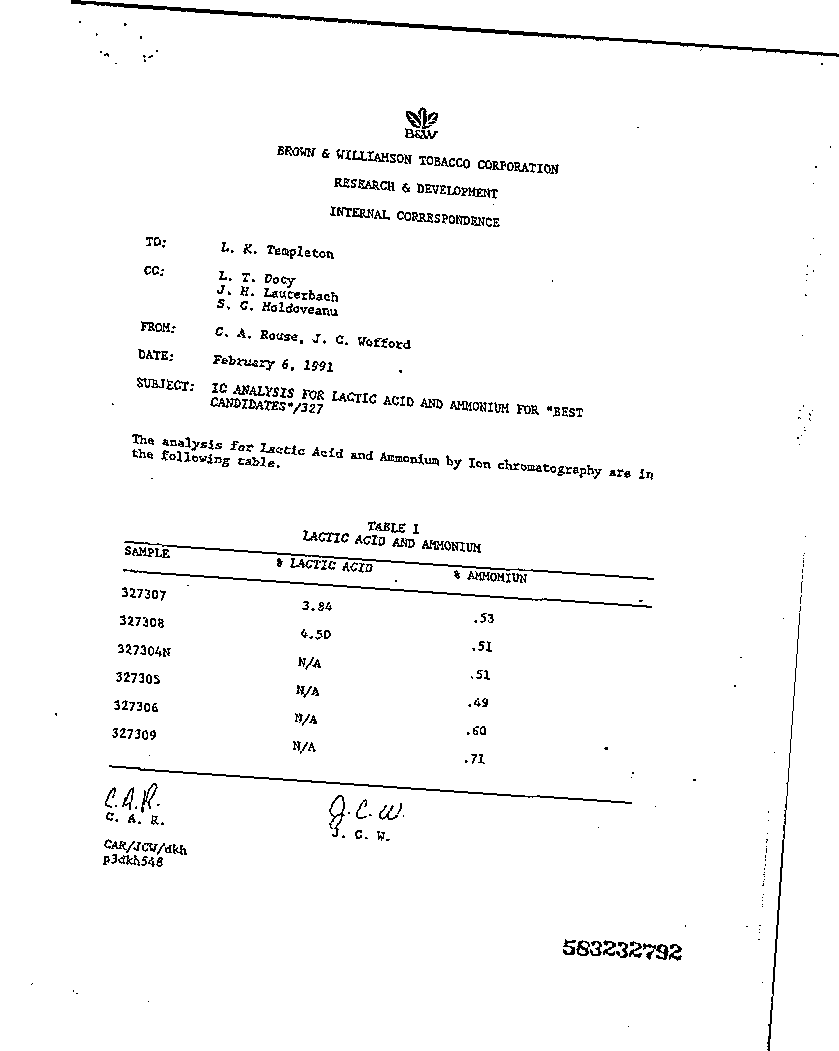 B&W
BROWN & WILLIAMSON TOBACCO CORPORATION
RESEARCH & DEVELOPMENT
INTERNAL CORRESPONDENCE
TO: L. K. Templeton
CC: L. T. Docy
J. H. Lauterbach
S. C. Moldoveanu
FROM: C. A. Rouse, J. C. Wofford
DATE: February 6, 1991
SUBJECT: IC ANALYSIS FOR LACTIC ACID AND AMMONIUM FOR "BEST
CANDIDATES"/327
The analysis for Lactic Acid and Ammonium by Ion chromatography are in
the following table.
TABLE I
LACTIC ACID AND AMMONIUM
SAMPLE % LACTIC ACID % AMMOMIUN
327307 3.84 .53
327308 4.50 .51
327304N N/A .51
327305 N/A .49
327306 N/A .60
327309 N/A .71
C.A.R. J.C.W.
C. A. R. J. C. W.
CAR/JCW/dkh
p3dkh548
583232792